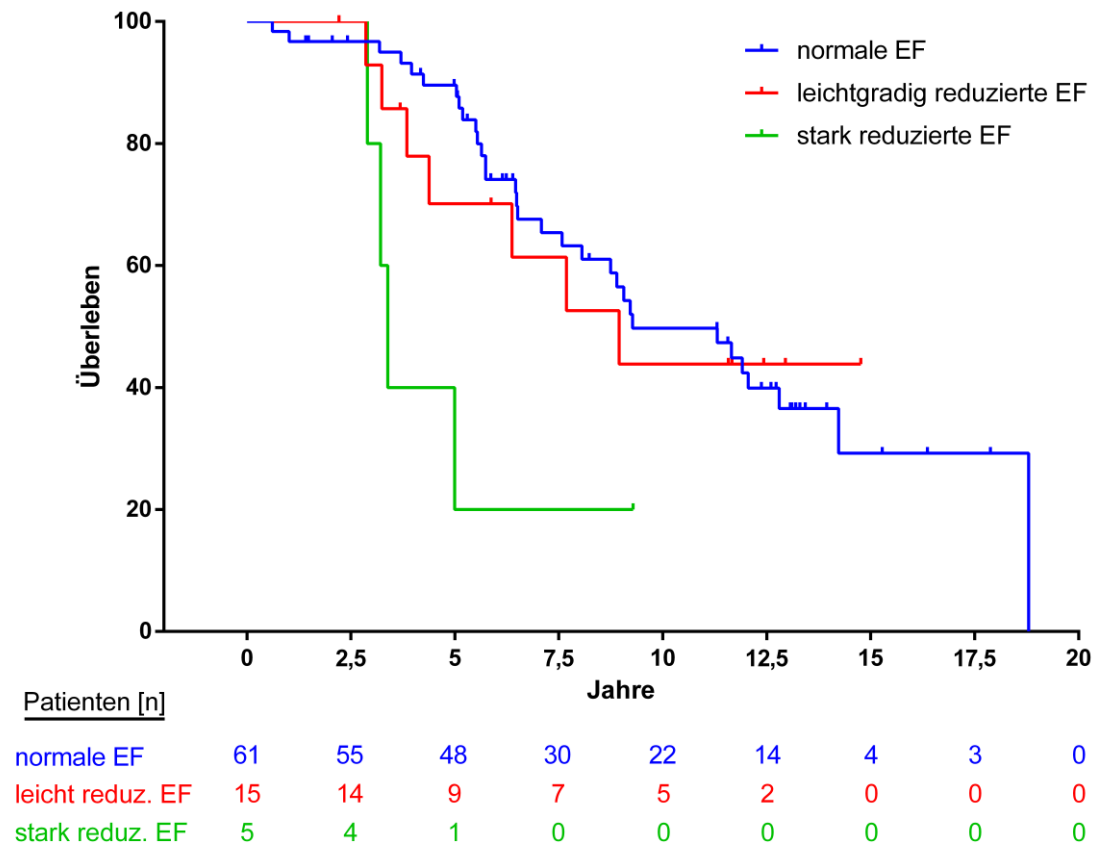 100
80
60
40
20
0
Überleben
normale EF
leichtgradig reduzierte EF
stark reduzierte EF
0 2,5 5 7,5 10 12,5 15 17,5 20
Jahre
Patienten [n]
normale EF 61 55 48 30 22 14 4 3 0
leicht reduz. EF 15 14 9 7 5 2 0 0 0
stark reduz. EF 5 4 1 0 0 0 0 0 0